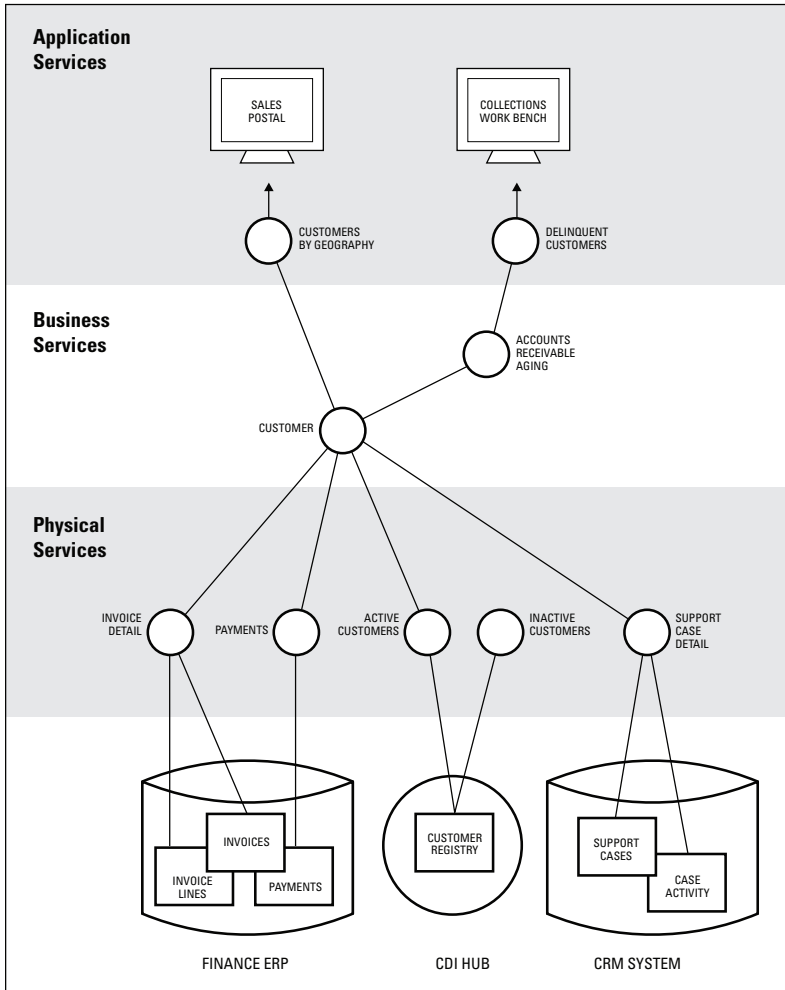 Application
Services
SALES
POSTAL
COLLECTIONS
WORK BENCH
CUSTOMERS
BY GEOGRAPHY
DELINQUENT
CUSTOMERS
Business
Services
ACCOUNTS
RECEIVABLE
AGING
CUSTOMER
Physical
Services
INVOICE
DETAIL
PAYMENTS
ACTIVE
CUSTOMERS
INACTIVE
CUSTOMERS
SUPPORT
CASE
DETAIL
INVOICES
INVOICE
LINES
PAYMENTS
CUSTOMER
REGISTRY
SUPPORT
CASES
CASE
ACTIVITY
FINANCE ERP
CDI HUB
CRM SYSTEM